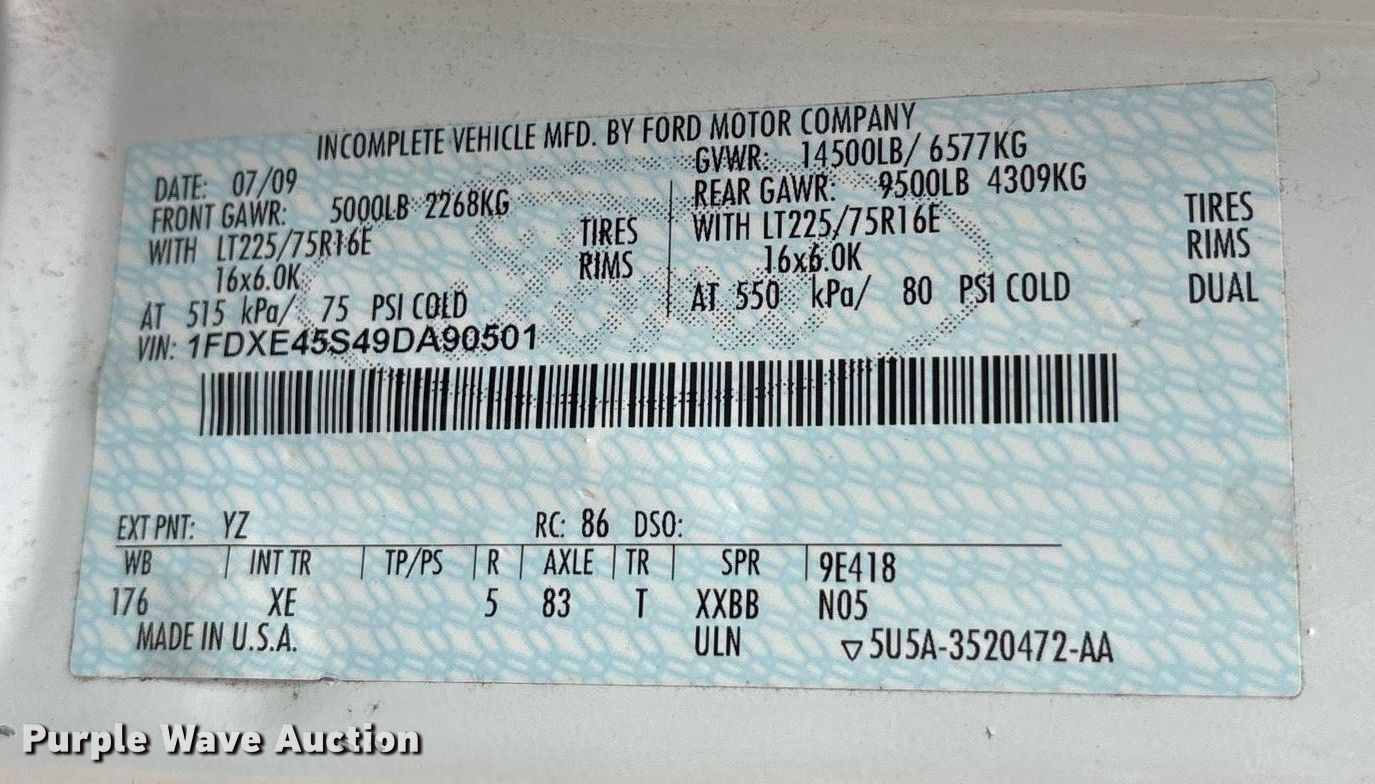 INCOMPLETE VEHICLE MFD. BY FORD MOTOR COMPANY
DATE: 07/09
GVWR: 14500LB/ 6577KG
FRONT GAWR: 5000LB 2268KG
REAR GAWR: 9500LB 4309KG
WITH LT225/75R16E TIRES
WITH LT225/75R16E TIRES
16x6.0K RIMS
16x6.0K RIMS
AT 515 kPa/ 75 PSI COLD
AT 550 kPa/ 80 PSI COLD DUAL
VIN: 1FDXE45S49DA90501
EXT PNT: YZ RC: 86 DSO:
WB INT TR TP/PS R AXLE TR SPR 9E418
176 XE 5 83 T XXBB N05
MADE IN U.S.A. ULN ▽5U5A-3520472-AA
Purple Wave Auction